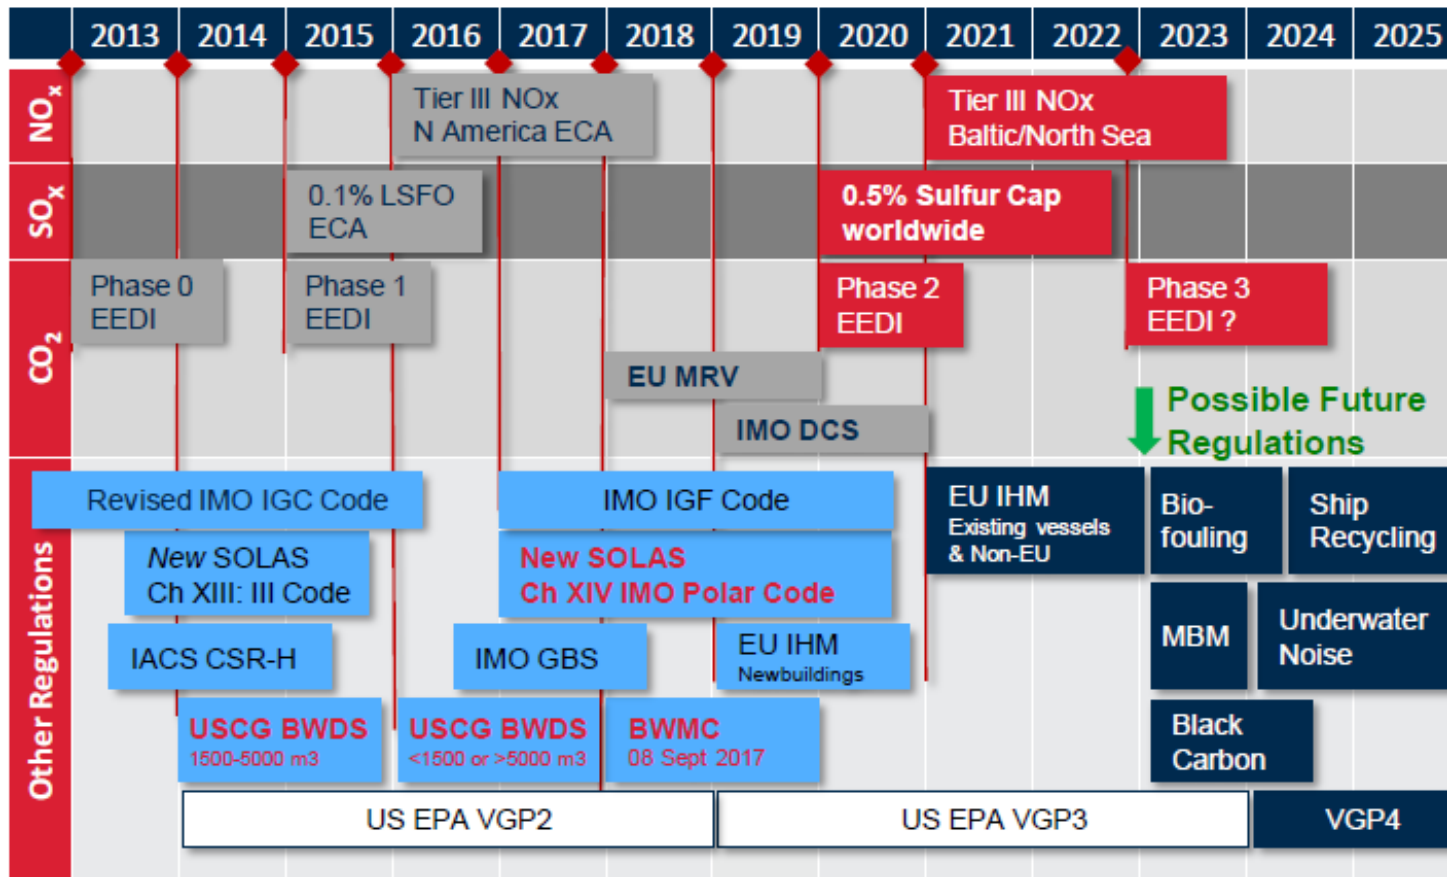 2013 2014 2015 2016 2017 2018 2019 2020 2021 2022 2023 2024 2025
NOx
Tier III NOx
N America ECA
Tier III NOx
Baltic/North Sea
SOx
0.1% LSFO
ECA
0.5% Sulfur Cap
worldwide
CO2
Phase 0
EEDI
Phase 1
EEDI
Phase 2
EEDI
Phase 3
EEDI ?
EU MRV
IMO DCS
Possible Future
Regulations
Other Regulations
Revised IMO IGC Code
IMO IGF Code
EU IHM
Existing vessels
& Non-EU
Bio-
fouling
Ship
Recycling
New SOLAS
Ch XIII: III Code
New SOLAS
Ch XIV IMO Polar Code
IACS CSR-H
IMO GBS
EU IHM
Newbuildings
MBM
Underwater
Noise
USCG BWDS
1500-5000 m3
USCG BWDS
<1500 or >5000 m3
BWMC
08 Sept 2017
Black
Carbon
US EPA VGP2
US EPA VGP3
VGP4